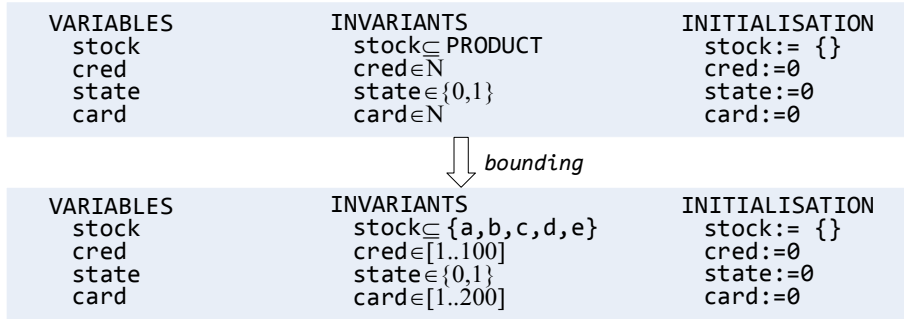 VARIABLES INVARIANTS INITIALISATION
stock stock⊆ PRODUCT stock:= {}
cred cred∈N cred:=0
state state∈{0,1} state:=0
card card∈N card:=0
bounding
VARIABLES INVARIANTS INITIALISATION
stock stock⊆ {a,b,c,d,e} stock:= {}
cred cred∈[1..100] cred:=0
state state∈{0,1} state:=0
card card∈[1..200] card:=0